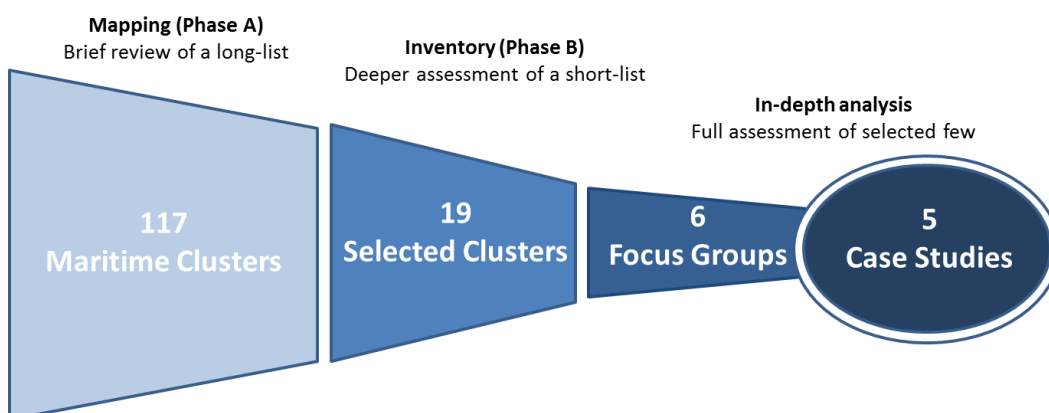 Mapping (Phase A)
Brief review of a long-list
Inventory (Phase B)
Deeper assessment of a short-list
In-depth analysis
Full assessment of selected few
117
Maritime Clusters
19
Selected Clusters
6
Focus Groups
5
Case Studies